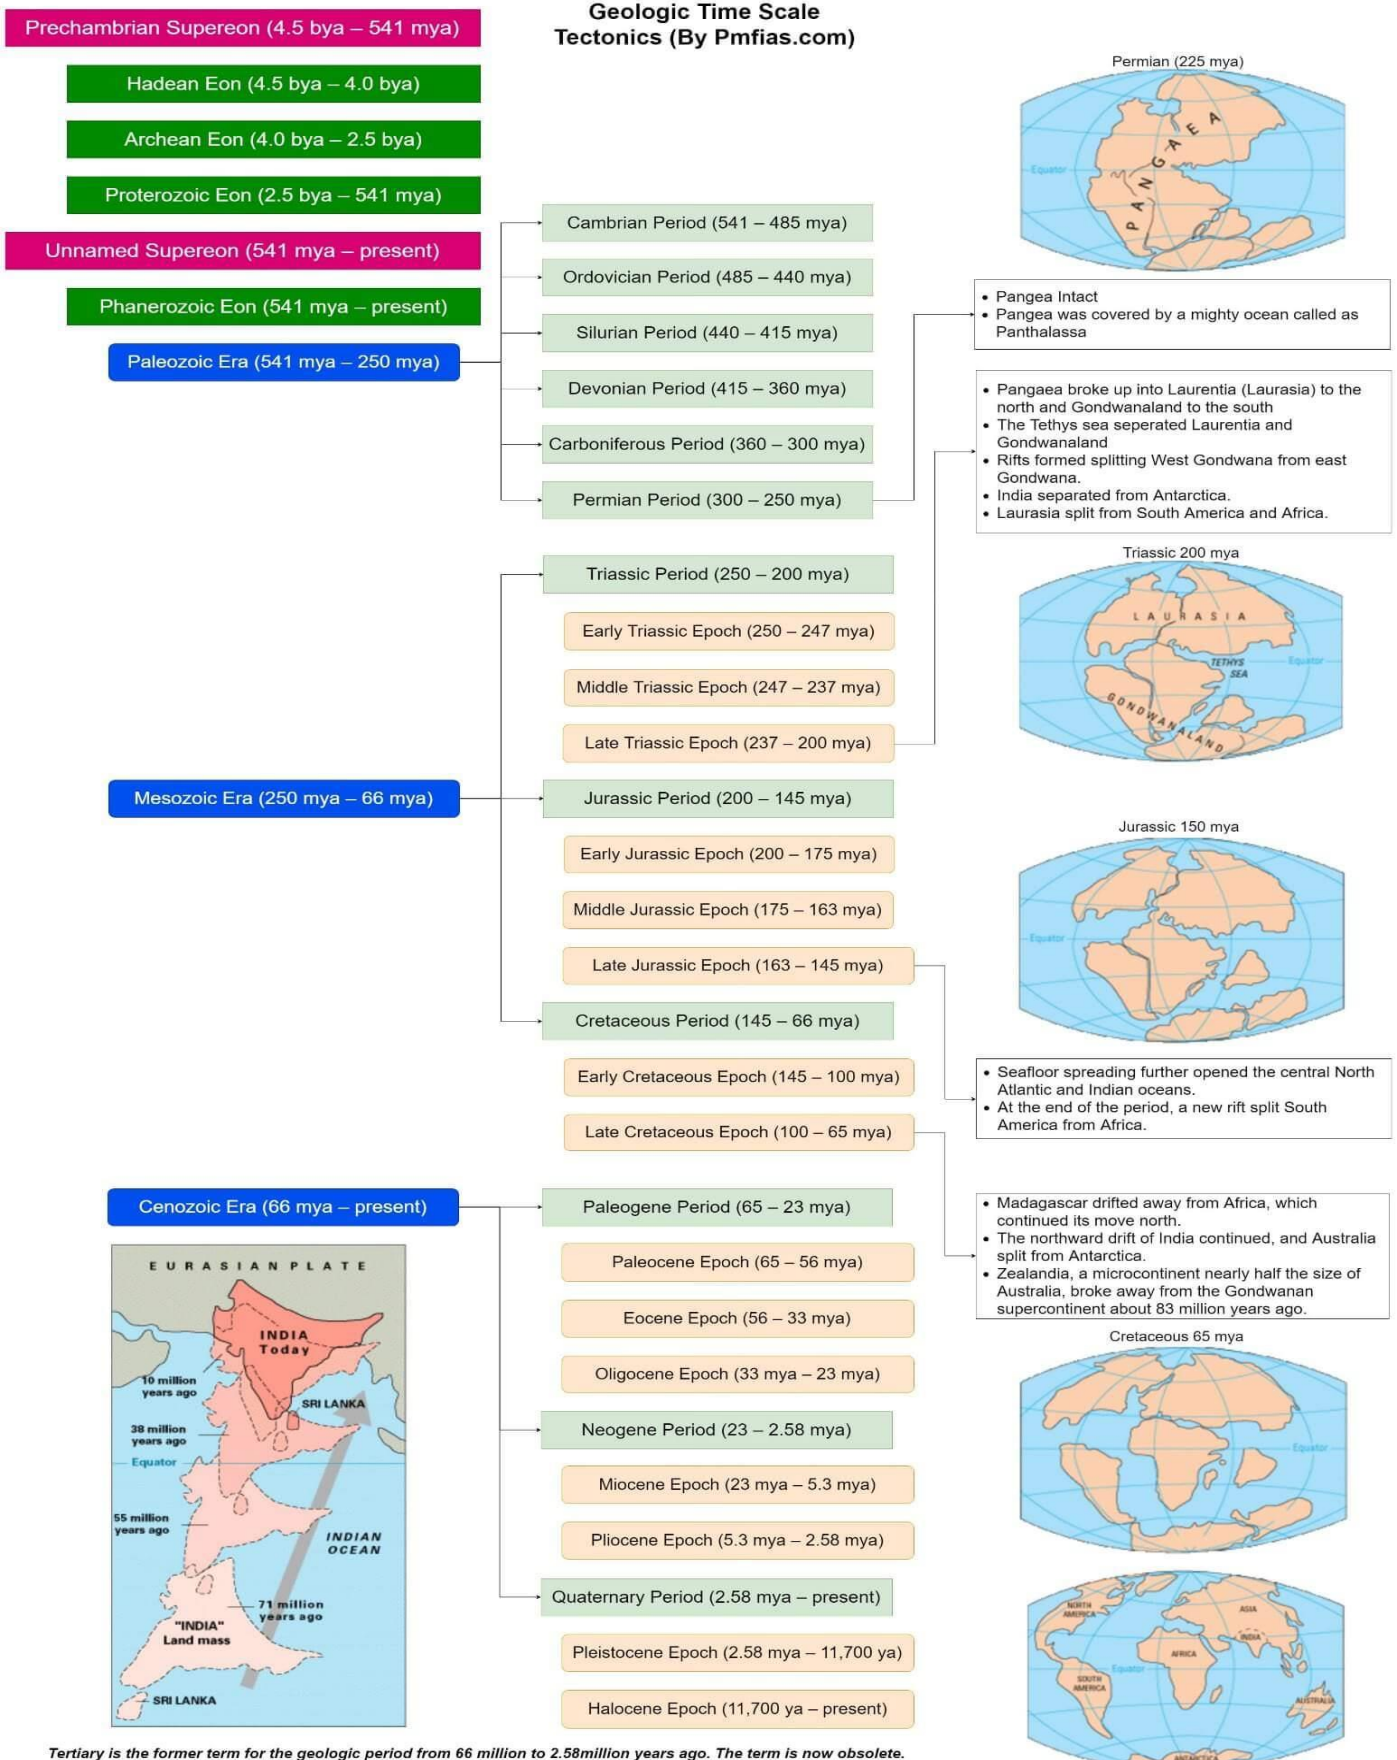 Geologic Time Scale
Tectonics (By Pmfias.com)
Prechambrian Supereon (4.5 bya – 541 mya)
Hadean Eon (4.5 bya – 4.0 bya)
Archean Eon (4.0 bya – 2.5 bya)
Proterozoic Eon (2.5 bya – 541 mya)
Unnamed Supereon (541 mya – present)
Phanerozoic Eon (541 mya – present)
Paleozoic Era (541 mya – 250 mya)
Cambrian Period (541 – 485 mya)
Ordovician Period (485 – 440 mya)
Silurian Period (440 – 415 mya)
Devonian Period (415 – 360 mya)
Carboniferous Period (360 – 300 mya)
Permian Period (300 – 250 mya)
Permian (225 mya)
PANGAEA
Equator
• Pangea Intact
• Pangea was covered by a mighty ocean called as
Panthalassa
• Pangaea broke up into Laurentia (Laurasia) to the
north and Gondwanaland to the south
• The Tethys sea seperated Laurentia and
Gondwanaland
• Rifts formed splitting West Gondwana from east
Gondwana.
• India separated from Antarctica.
• Laurasia split from South America and Africa.
Mesozoic Era (250 mya – 66 mya)
Triassic Period (250 – 200 mya)
Early Triassic Epoch (250 – 247 mya)
Middle Triassic Epoch (247 – 237 mya)
Late Triassic Epoch (237 – 200 mya)
Jurassic Period (200 – 145 mya)
Early Jurassic Epoch (200 – 175 mya)
Middle Jurassic Epoch (175 – 163 mya)
Late Jurassic Epoch (163 – 145 mya)
Cretaceous Period (145 – 66 mya)
Early Cretaceous Epoch (145 – 100 mya)
Late Cretaceous Epoch (100 – 65 mya)
Triassic 200 mya
LAURASIA
TETHYS
SEA
Equator
GONDWANALAND
Jurassic 150 mya
Equator
• Seafloor spreading further opened the central North
Atlantic and Indian oceans.
• At the end of the period, a new rift split South
America from Africa.
• Madagascar drifted away from Africa, which
continued its move north.
• The northward drift of India continued, and Australia
split from Antarctica.
• Zealandia, a microcontinent nearly half the size of
Australia, broke away from the Gondwanan
supercontinent about 83 million years ago.
Cenozoic Era (66 mya – present)
Paleogene Period (65 – 23 mya)
Paleocene Epoch (65 – 56 mya)
Eocene Epoch (56 – 33 mya)
Oligocene Epoch (33 mya – 23 mya)
Neogene Period (23 – 2.58 mya)
Miocene Epoch (23 mya – 5.3 mya)
Pliocene Epoch (5.3 mya – 2.58 mya)
Quaternary Period (2.58 mya – present)
Pleistocene Epoch (2.58 mya – 11,700 ya)
Halocene Epoch (11,700 ya – present)
EURASIAN PLATE
INDIA
Today
10 million
years ago
SRI LANKA
38 million
years ago
Equator
55 million
years ago
INDIAN
OCEAN
71 million
years ago
"INDIA"
Land mass
SRI LANKA
Cretaceous 65 mya
Equator
NORTH
AMERICA
ASIA
INDIA
AFRICA
Equator
SOUTH
AMERICA
AUSTRALIA
ANTARCTICA
Tertiary is the former term for the geologic period from 66 million to 2.58million years ago. The term is now obsolete.